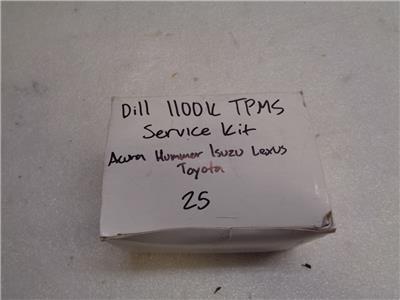 Dill 1100K TPMS
Service Kit
Acura Hummer Isuzu Lexus
Toyota
25